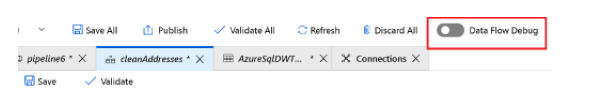 Save All Publish Validate All Refresh Discard All Data Flow Debug
pipeline6 * X cleanAddresses * X AzureSqlDWT... * X Connections X
Save Validate